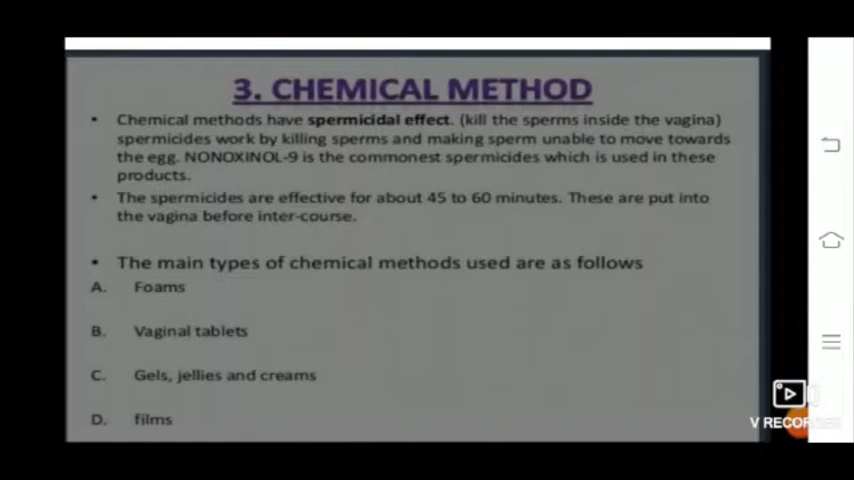 3. CHEMICAL METHOD
• Chemical methods have spermicidal effect. (kill the sperms inside the vagina)
spermicides work by killing sperms and making sperm unable to move towards
the egg. NONOXINOL-9 is the commonest spermicides which is used in these
products.
• The spermicides are effective for about 45 to 60 minutes. These are put into
the vagina before inter-course.
• The main types of chemical methods used are as follows
A. Foams
B. Vaginal tablets
C. Gels, jellies and creams
D. films
V RECORDER